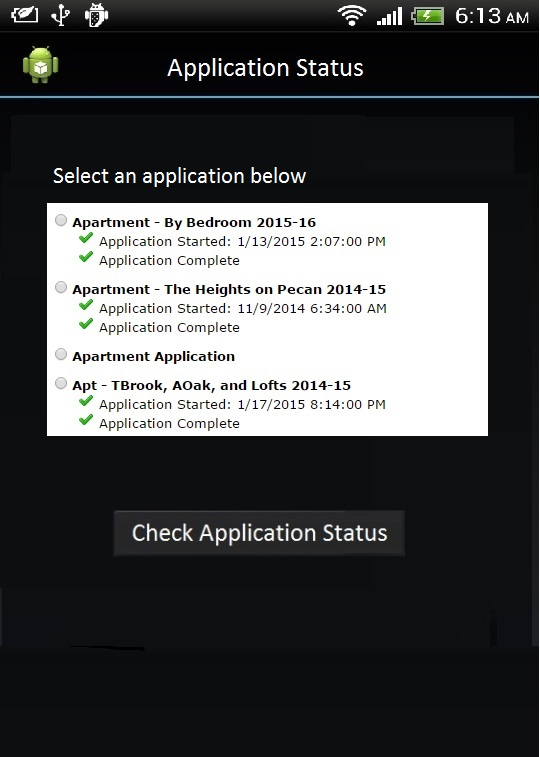 6:13 AM
Application Status
Select an application below
Apartment - By Bedroom 2015-16
Application Started: 1/13/2015 2:07:00 PM
Application Complete
Apartment - The Heights on Pecan 2014-15
Application Started: 11/9/2014 6:34:00 AM
Application Complete
Apartment Application
Apt - TBrook, AOak, and Lofts 2014-15
Application Started: 1/17/2015 8:14:00 PM
Application Complete
Check Application Status